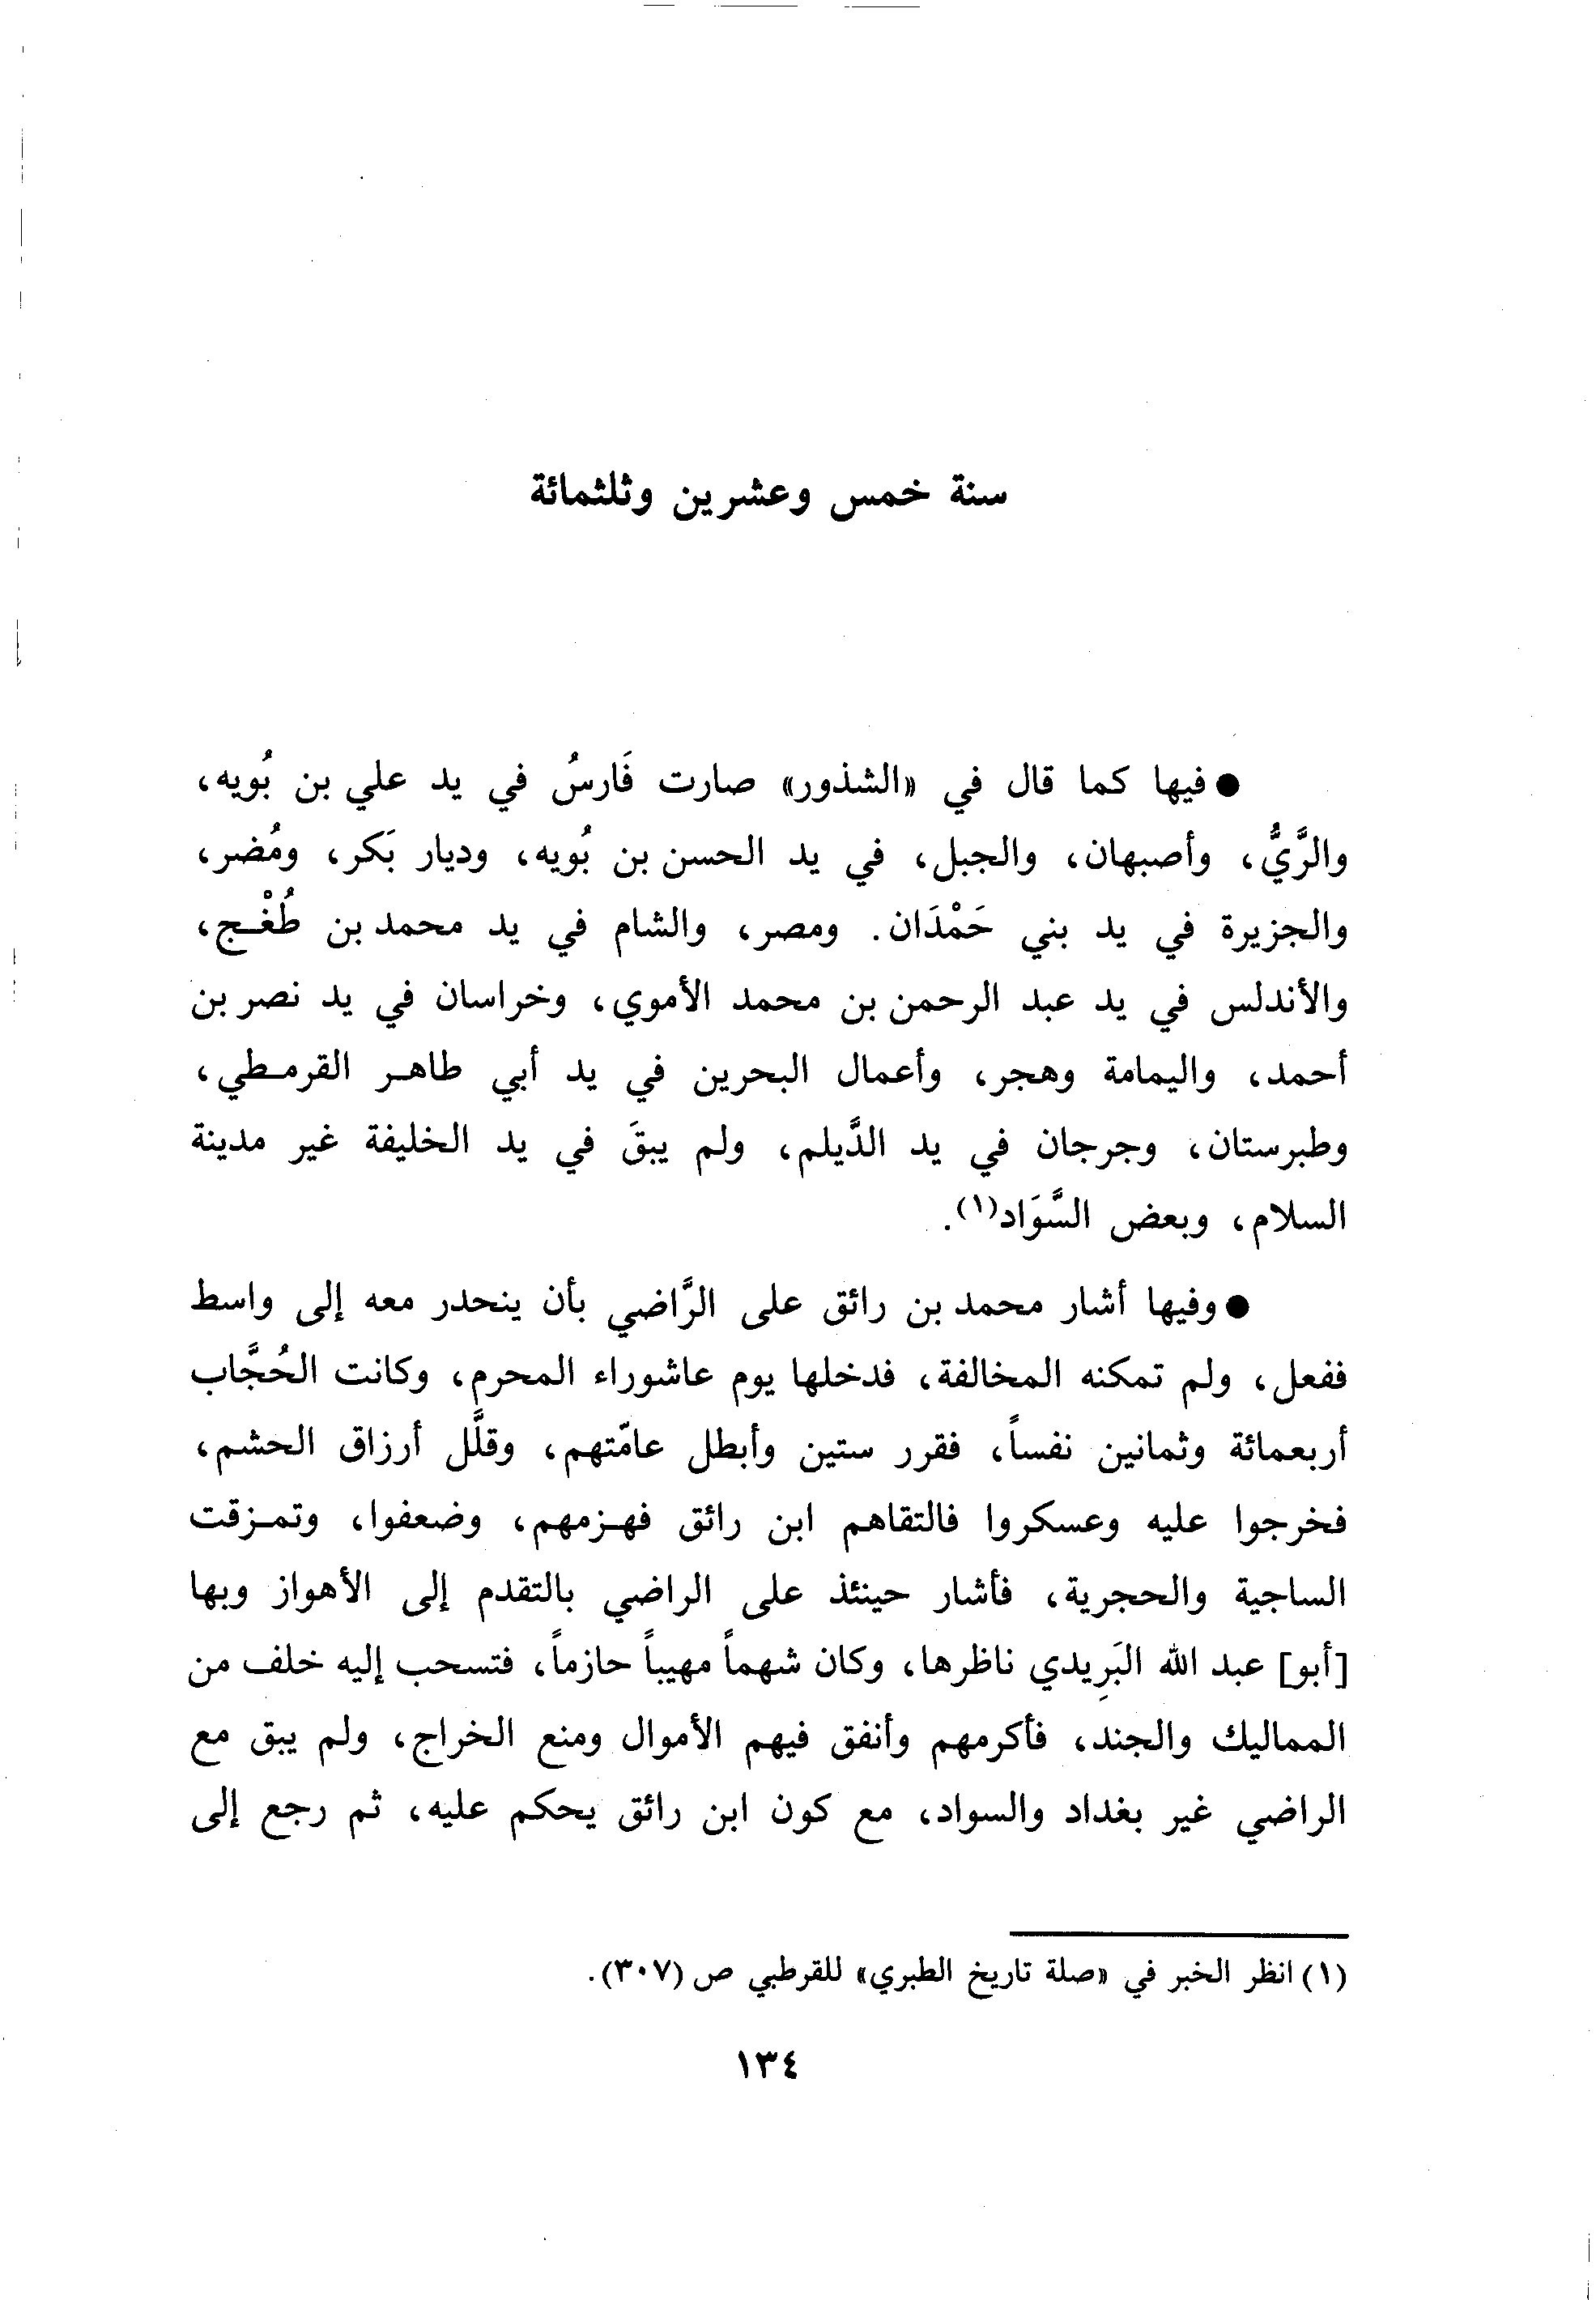 سنة خمس وعشرين وثلثمائة
● فيها كما قال في «الشذور» صارت فَارسُ في يد علي بن بُويه،
والرَّيُّ، وأصبهان، والجبل، في يد الحسن بن بُويه، وديار بَكر، ومُضر،
والجزيرة في يد بني حَمْدَان. ومصر، والشام في يد محمد بن طُغْـج،
والأندلس في يد عبد الرحمن بن محمد الأموي، وخراسان في يد نصر بن
أحمد، واليمامة وهجر، وأعمال البحرين في يد أبي طاهـر القرمـطي،
وطبرستان، وجرجان في يد الدَّيلم، ولم يبقَ في يد الخليفة غير مدينة
السلام، وبعض السَّوَاد(١).
● وفيها أشار محمد بن رائق على الرَّاضي بأن ينحدر معه إلى واسط
ففعل، ولم تمكنه المخالفة، فدخلها يوم عاشوراء المحرم، وكانت الحُجَّاب
أربعمائة وثمانين نفساً، فقرر ستين وأبطل عامّتهم، وقلَّل أرزاق الحشم،
فخرجوا عليه وعسكروا فالتقاهم ابن رائق فهـزمهم، وضعفوا، وتمـزقت
الساجية والحجرية، فأشار حينئذ على الراضي بالتقدم إلى الأهواز وبها
[أبو] عبد الله البَرِيدي ناظرها، وكان شهماً مهيباً حازماً، فتسحب إليه خلف من
المماليك والجند، فأكرمهم وأنفق فيهم الأموال ومنع الخراج، ولم يبق مع
الراضي غير بغداد والسواد، مع كون ابن رائق يحكم عليه، ثم رجع إلى
(١) انظر الخبر في «صلة تاريخ الطبري» للقرطبي ص (٣٠٧).
١٣٤